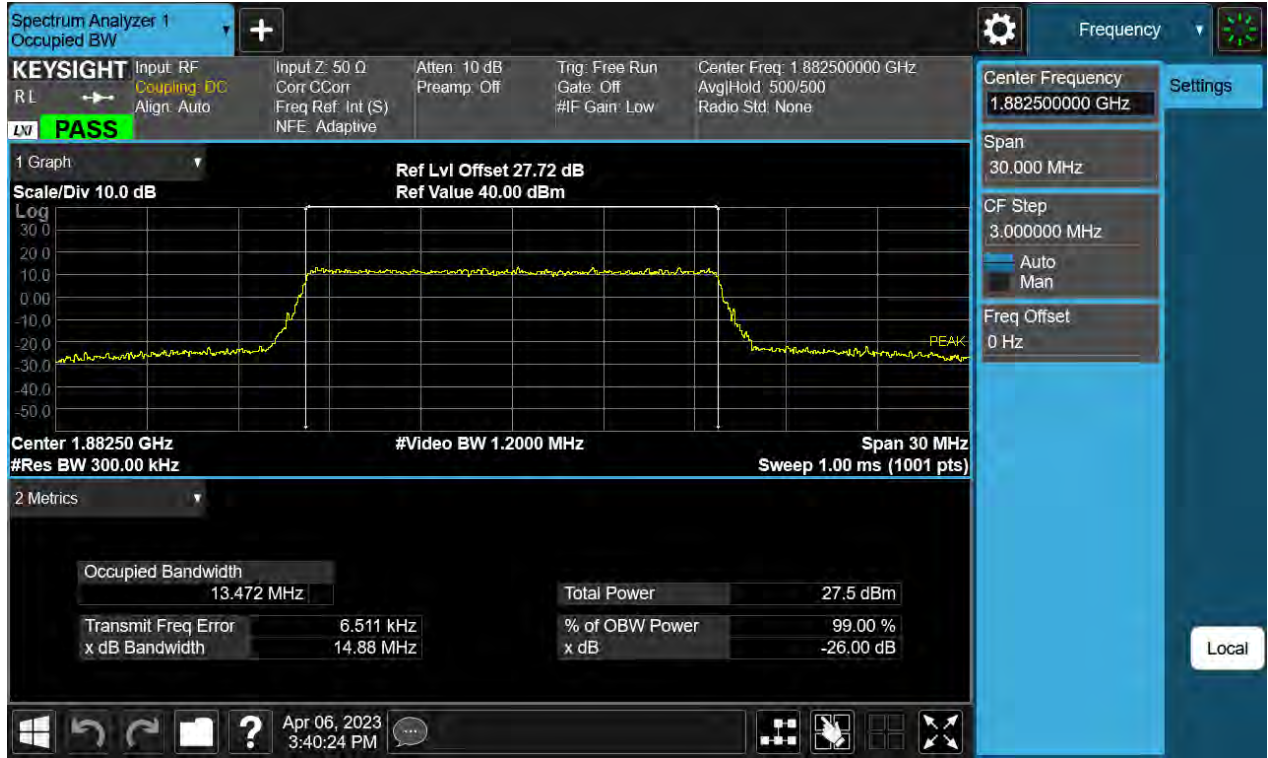 Spectrum Analyzer 1
Occupied BW
+
Frequency
KEYSIGHT
RL
LXI
PASS
Input: RF
Coupling: DC
Align: Auto
Input Z: 50 Ω
Corr CCorr
Freq Ref: Int (S)
NFE: Adaptive
Atten: 10 dB
Preamp: Off
Trig: Free Run
Gate: Off
#IF Gain: Low
Center Freq: 1.882500000 GHz
Avg|Hold: 500/500
Radio Std: None
1 Graph
Scale/Div 10.0 dB
Ref Lvl Offset 27.72 dB
Ref Value 40.00 dBm
Log
30.0
20.0
10.0
0.00
-10.0
-20.0
-30.0
-40.0
-50.0
PEAK
Center 1.88250 GHz
#Video BW 1.2000 MHz
Span 30 MHz
#Res BW 300.00 kHz
Sweep 1.00 ms (1001 pts)
2 Metrics
Occupied Bandwidth
13.472 MHz
Total Power 27.5 dBm
Transmit Freq Error 6.511 kHz
% of OBW Power 99.00 %
x dB Bandwidth 14.88 MHz
x dB -26.00 dB
Center Frequency
1.882500000 GHz
Settings
Span
30.000 MHz
CF Step
3.000000 MHz
Auto
Man
Freq Offset
0 Hz
Local
?
Apr 06, 2023
3:40:24 PM